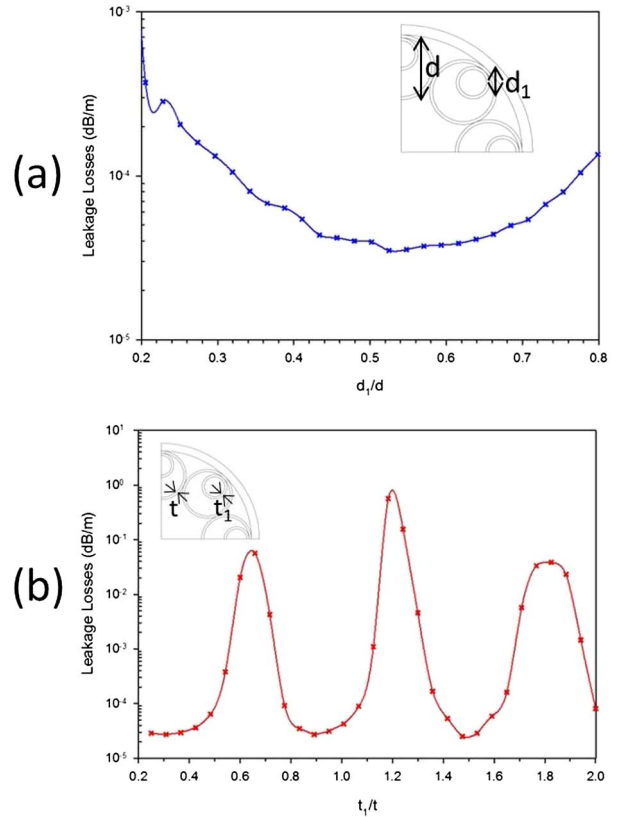 (a)
Leakage Losses (dB/m)
10⁻³
10⁻⁴
10⁻⁵
d
d₁
0.2 0.3 0.4 0.5 0.6 0.7 0.8
d₁/d
(b)
Leakage Losses (dB/m)
10¹
10⁰
10⁻¹
10⁻²
10⁻³
10⁻⁴
10⁻⁵
t
t₁
0.2 0.4 0.6 0.8 1.0 1.2 1.4 1.6 1.8 2.0
t₁/t